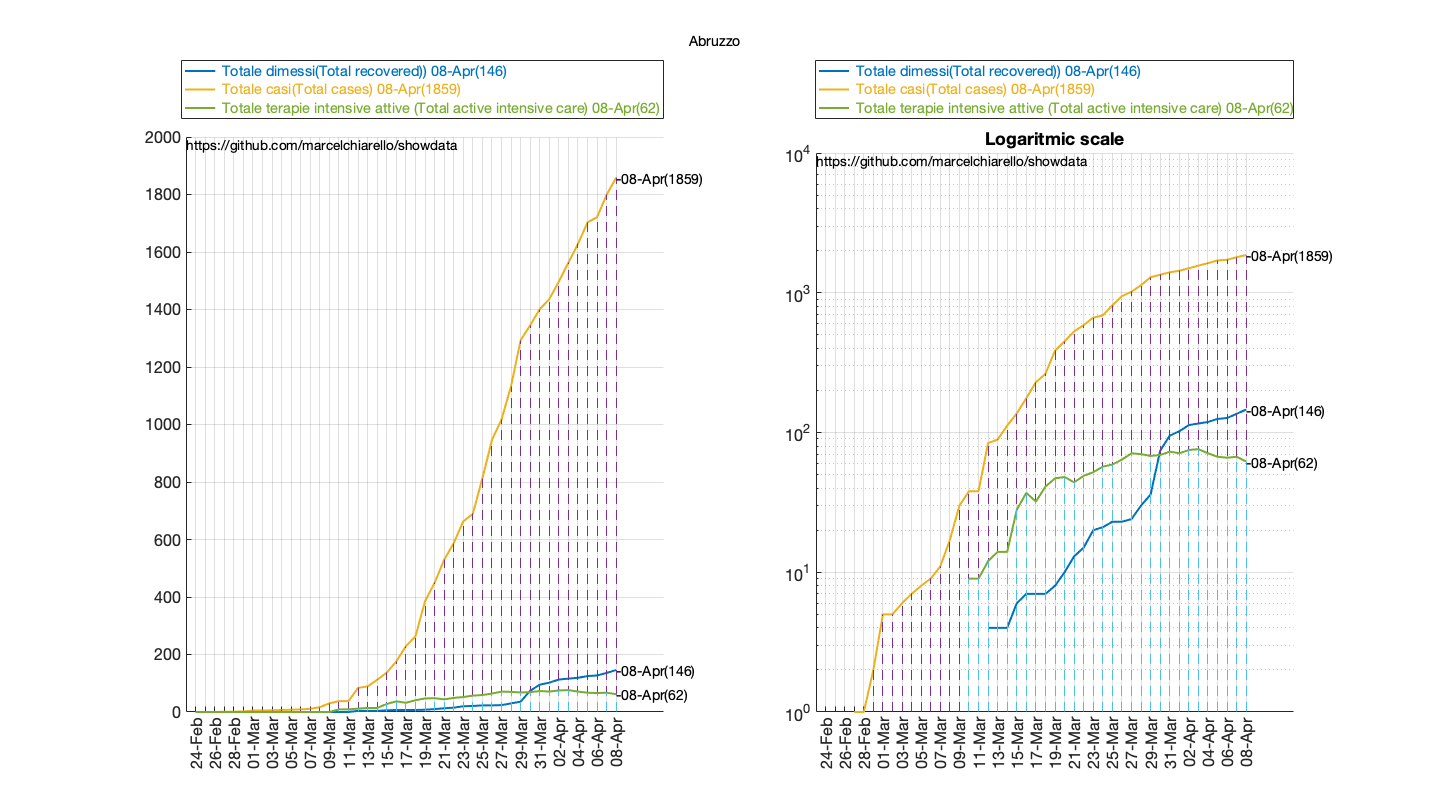 Abruzzo
Totale dimessi(Total recovered)) 08-Apr(146)
Totale casi(Total cases) 08-Apr(1859)
Totale terapie intensive attive (Total active intensive care) 08-Apr(62)
2000
https://github.com/marcelchiarello/showdata
08-Apr(1859)
1800
1600
1400
1200
1000
800
600
400
200
08-Apr(146)
08-Apr(62)
0
24-Feb
26-Feb
28-Feb
01-Mar
03-Mar
05-Mar
07-Mar
09-Mar
11-Mar
13-Mar
15-Mar
17-Mar
19-Mar
21-Mar
23-Mar
25-Mar
27-Mar
29-Mar
31-Mar
02-Apr
04-Apr
06-Apr
08-Apr
Totale dimessi(Total recovered)) 08-Apr(146)
Totale casi(Total cases) 08-Apr(1859)
Totale terapie intensive attive (Total active intensive care) 08-Apr(62)
Logaritmic scale
10^4
https://github.com/marcelchiarello/showdata
08-Apr(1859)
10^3
08-Apr(146)
10^2
08-Apr(62)
10^1
10^0
24-Feb
26-Feb
28-Feb
01-Mar
03-Mar
05-Mar
07-Mar
09-Mar
11-Mar
13-Mar
15-Mar
17-Mar
19-Mar
21-Mar
23-Mar
25-Mar
27-Mar
29-Mar
31-Mar
02-Apr
04-Apr
06-Apr
08-Apr